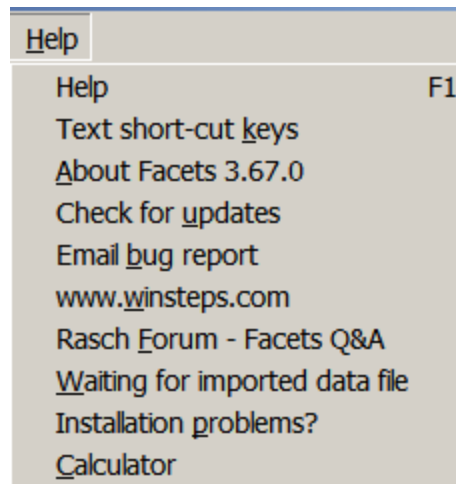 Help
Help F1
Text short-cut keys
About Facets 3.67.0
Check for updates
Email bug report
www.winsteps.com
Rasch Forum - Facets Q&A
Waiting for imported data file
Installation problems?
Calculator